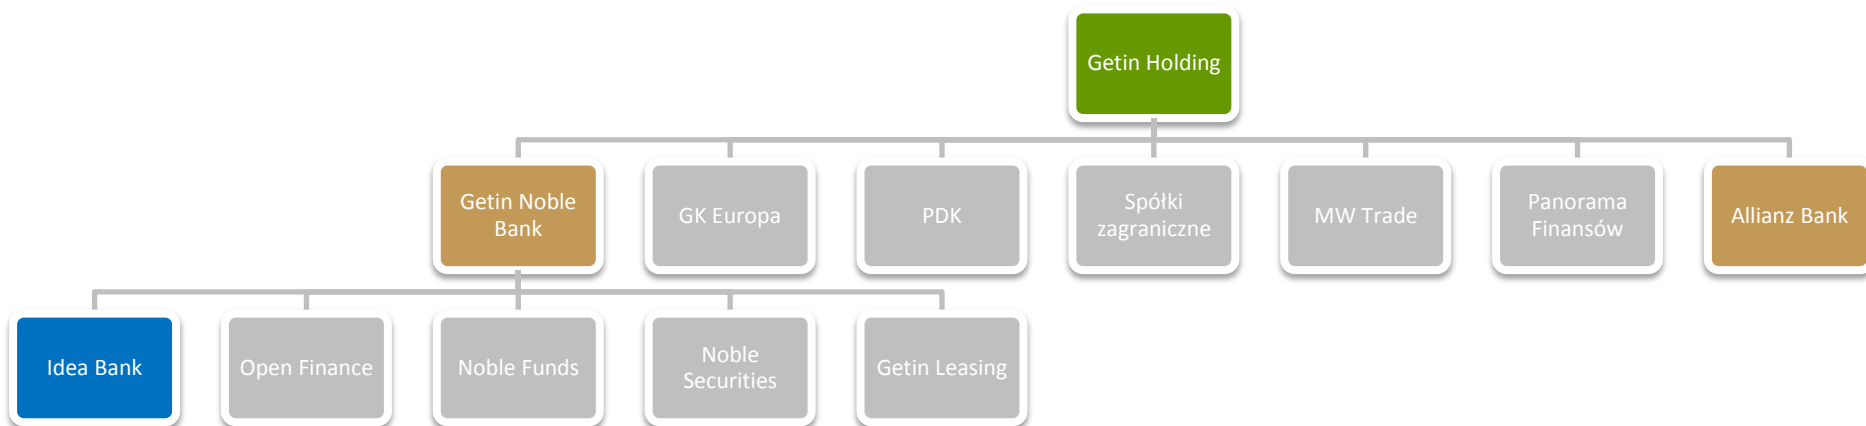 Getin Holding
Getin Noble
Bank
GK Europa
PDK
Spółki
zagraniczne
MW Trade
Panorama
Finansów
Allianz Bank
Idea Bank
Open Finance
Noble Funds
Noble
Securities
Getin Leasing